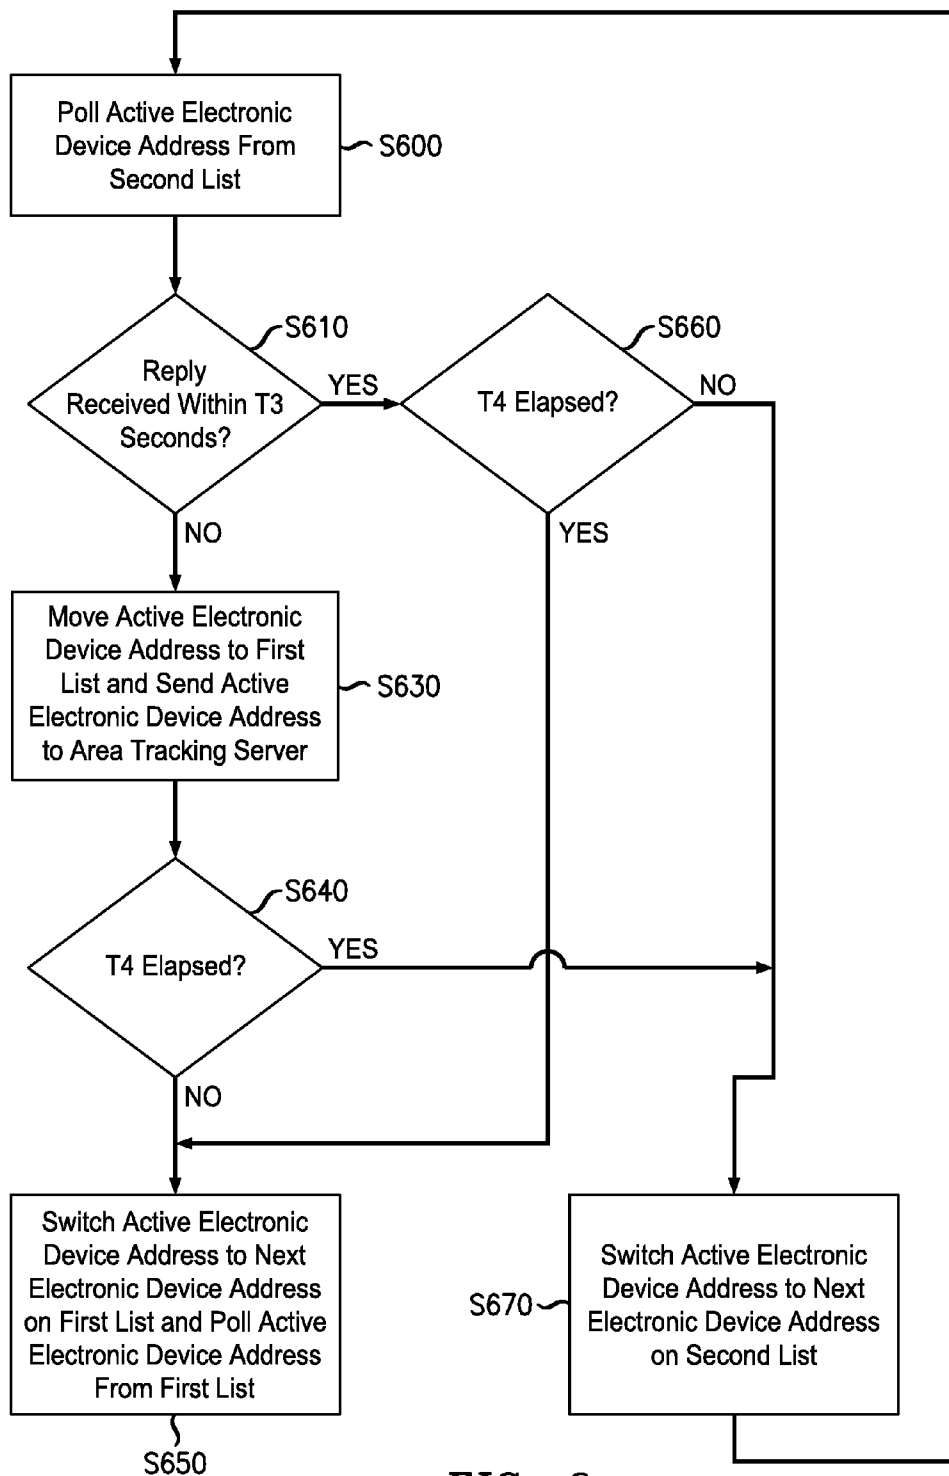 Poll Active Electronic
Device Address From
Second List
S600
S610
Reply
Received Within T3
Seconds?
YES
NO
S660
T4 Elapsed?
NO
YES
Move Active Electronic
Device Address to First
List and Send Active
Electronic Device Address
to Area Tracking Server
S630
S640
T4 Elapsed?
YES
NO
Switch Active Electronic
Device Address to Next
Electronic Device Address
on First List and Poll Active
Electronic Device Address
From First List
S650
S670
Switch Active Electronic
Device Address to Next
Electronic Device Address
on Second List